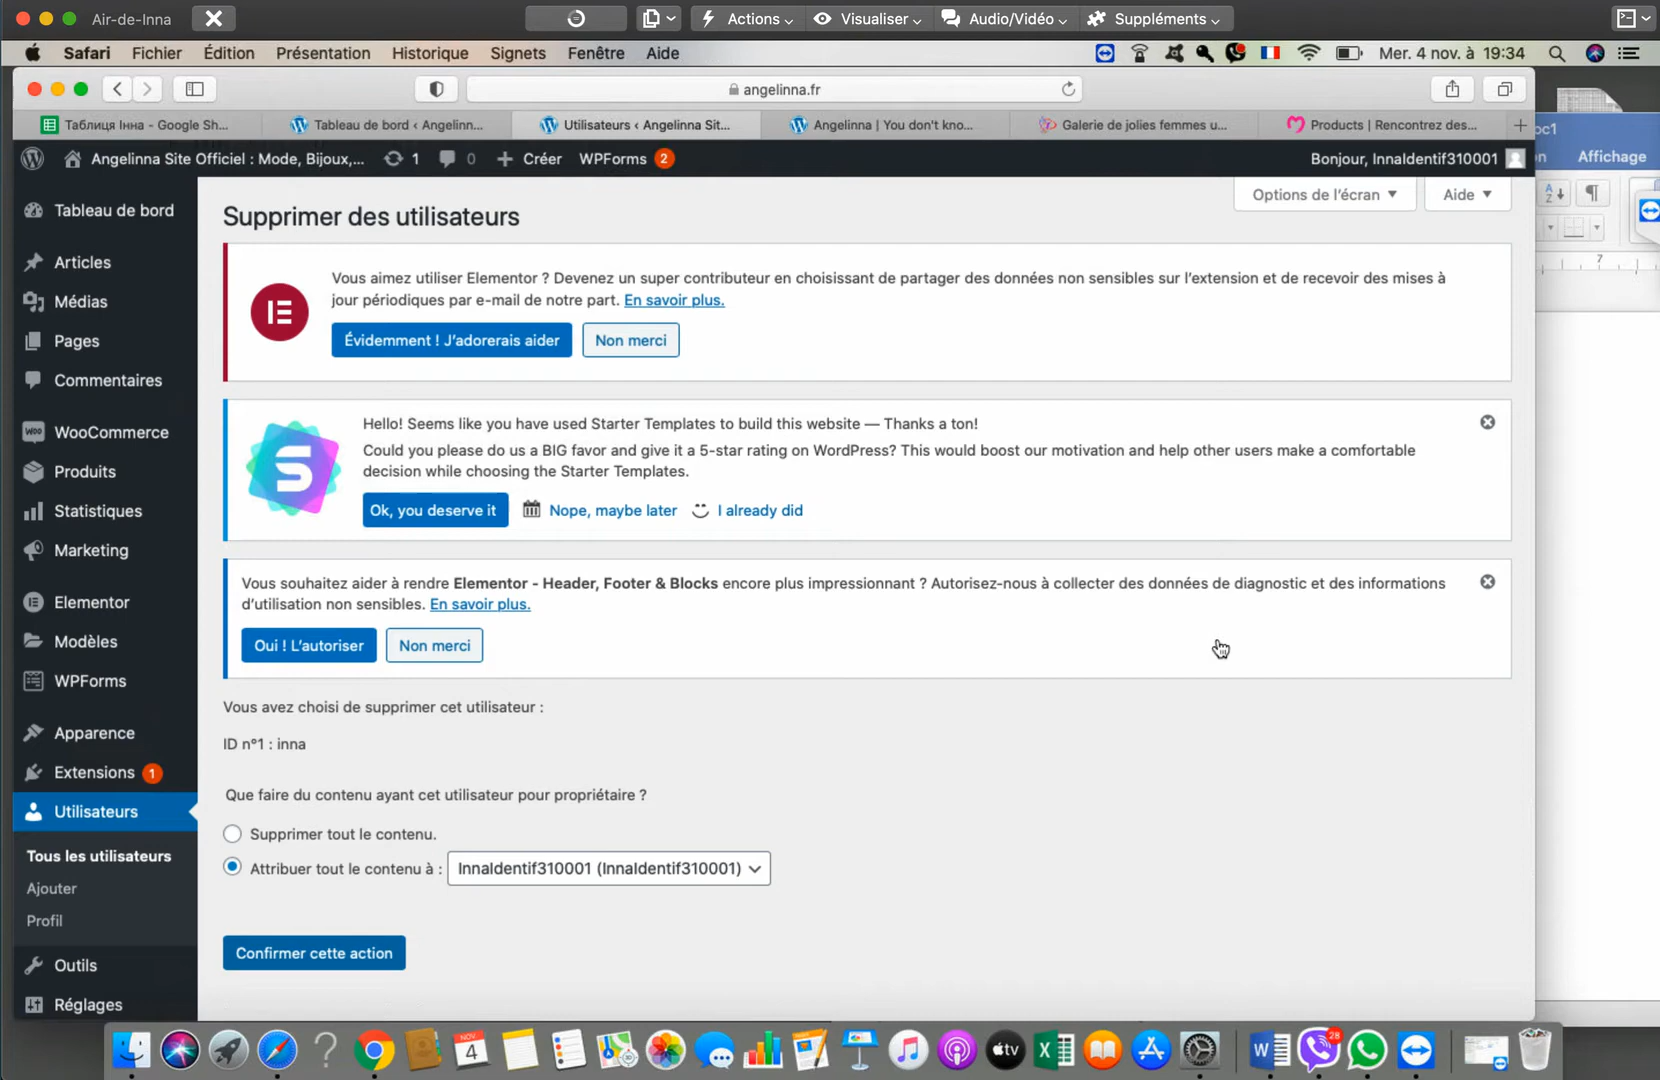 Air-de-Inna
Actions
Visualiser
Audio/Vidéo
Suppléments
Safari Fichier Édition Présentation Historique Signets Fenêtre Aide
Mer. 4 nov. à 19:34
angelinna.fr
Таблиця Інна - Google Sh...
Tableau de bord ‹ Angelinn...
Utilisateurs ‹ Angelinna Sit...
Angelinna | You don't kno...
Galerie de jolies femmes u...
Products | Rencontrez des...
Affichage
Angelinna Site Officiel : Mode, Bijoux,...
1
0
Créer
WPForms 2
Bonjour, InnaIdentif310001
Options de l'écran
Aide
Tableau de bord
Articles
Médias
Pages
Commentaires
WooCommerce
Produits
Statistiques
Marketing
Elementor
Modèles
WPForms
Apparence
Extensions 1
Utilisateurs
Tous les utilisateurs
Ajouter
Profil
Outils
Réglages
Supprimer des utilisateurs
Vous aimez utiliser Elementor ? Devenez un super contributeur en choisissant de partager des données non sensibles sur l'extension et de recevoir des mises à
jour périodiques par e-mail de notre part. En savoir plus.
Évidemment ! J'adorerais aider
Non merci
Hello! Seems like you have used Starter Templates to build this website — Thanks a ton!
Could you please do us a BIG favor and give it a 5-star rating on WordPress? This would boost our motivation and help other users make a comfortable
decision while choosing the Starter Templates.
Ok, you deserve it
Nope, maybe later
I already did
Vous souhaitez aider à rendre Elementor - Header, Footer & Blocks encore plus impressionnant ? Autorisez-nous à collecter des données de diagnostic et des informations
d'utilisation non sensibles. En savoir plus.
Oui ! L'autoriser
Non merci
Vous avez choisi de supprimer cet utilisateur :
ID n°1 : inna
Que faire du contenu ayant cet utilisateur pour propriétaire ?
Supprimer tout le contenu.
Attribuer tout le contenu à :
InnaIdentif310001 (InnaIdentif310001)
Confirmer cette action
NOV
4
tv
28